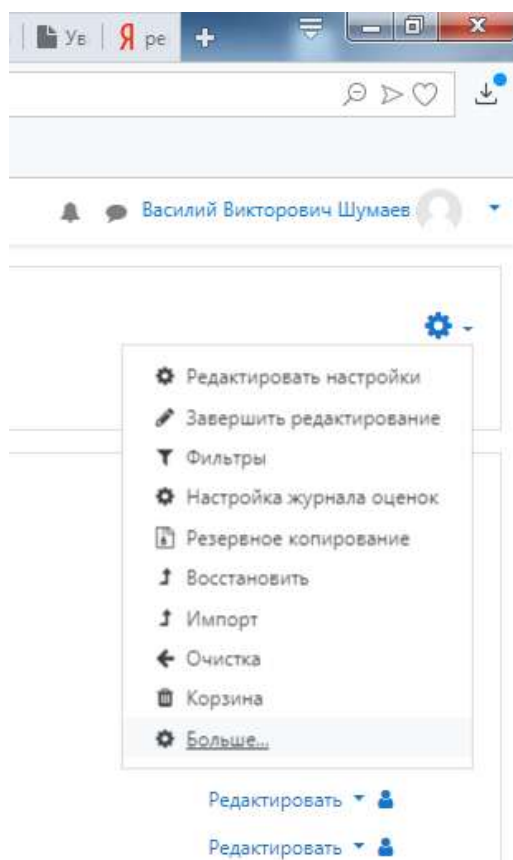 Ув Я ре
Василий Викторович Шумаев
Редактировать настройки
Завершить редактирование
Фильтры
Настройка журнала оценок
Резервное копирование
Восстановить
Импорт
Очистка
Корзина
Больше...
Редактировать
Редактировать